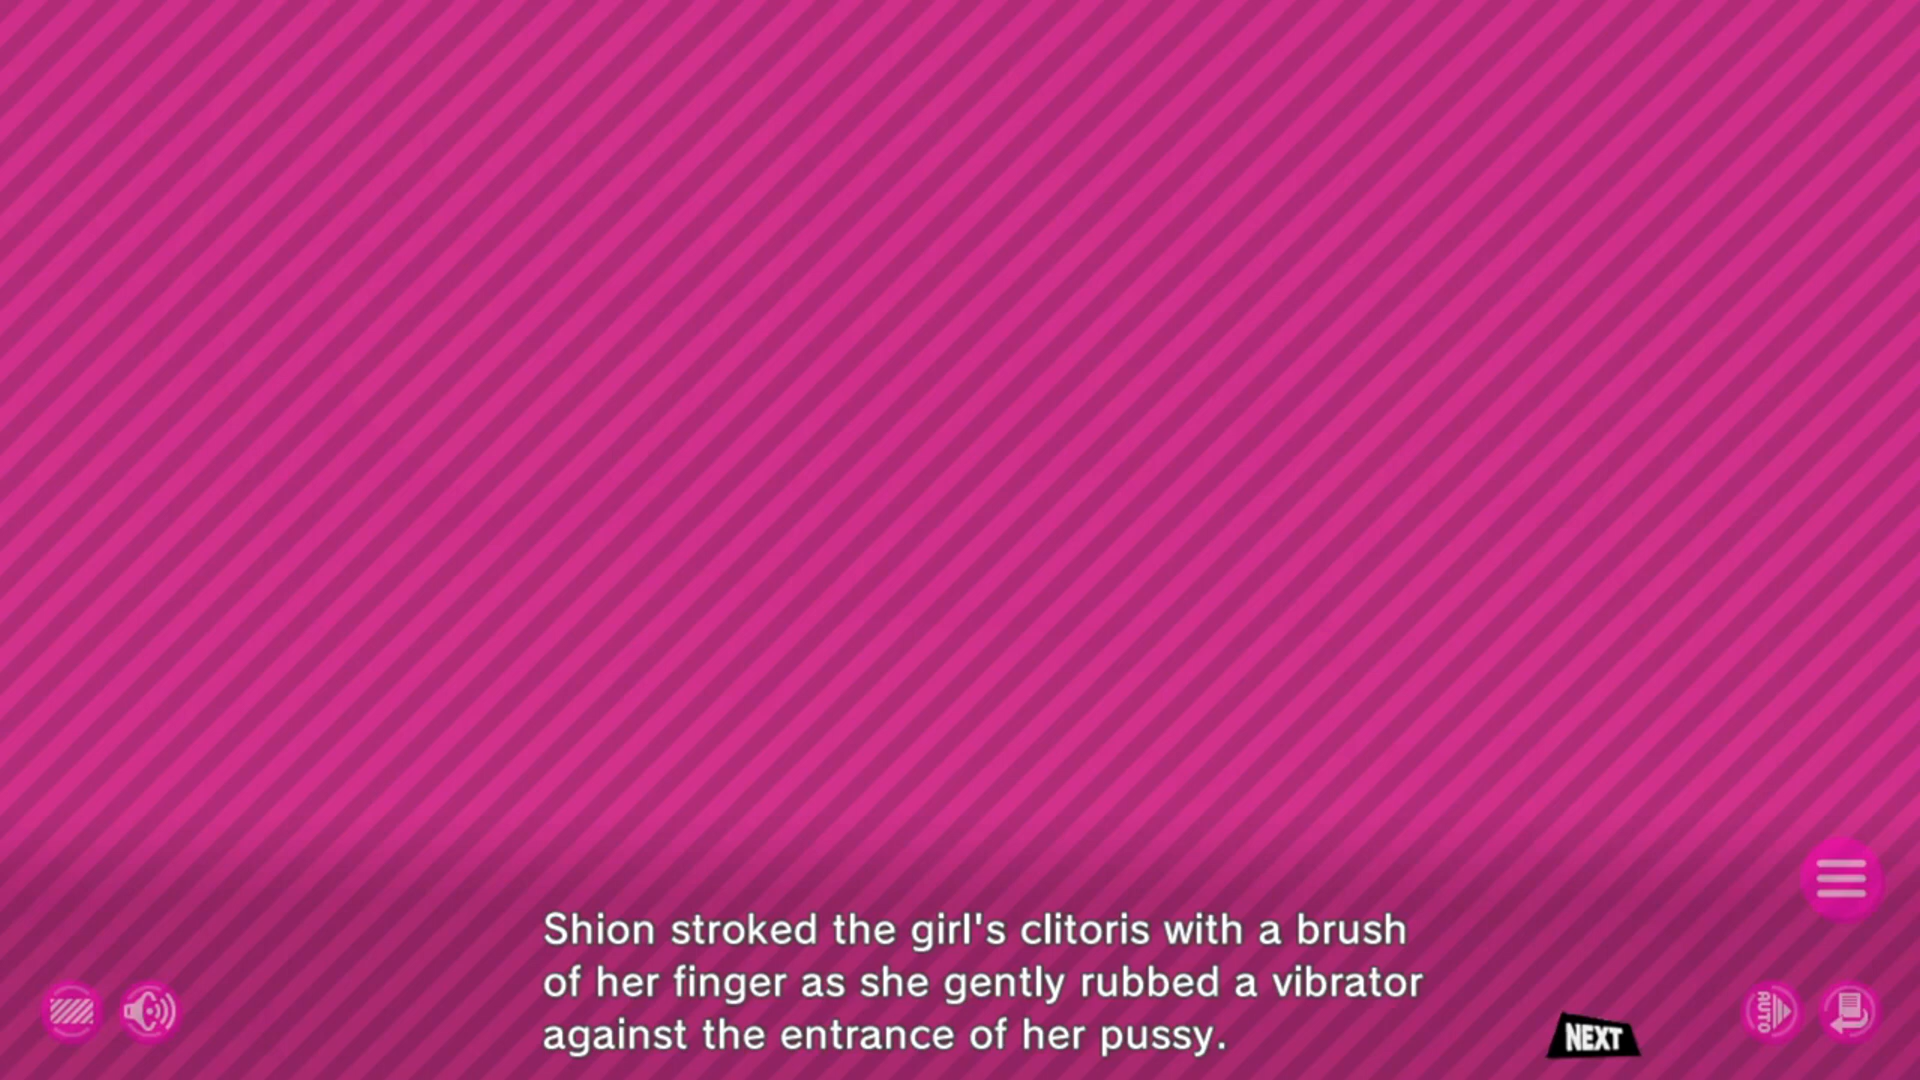 Shion stroked the girl's clitoris with a brush
of her finger as she gently rubbed a vibrator
against the entrance of her pussy.
NEXT
AUTO